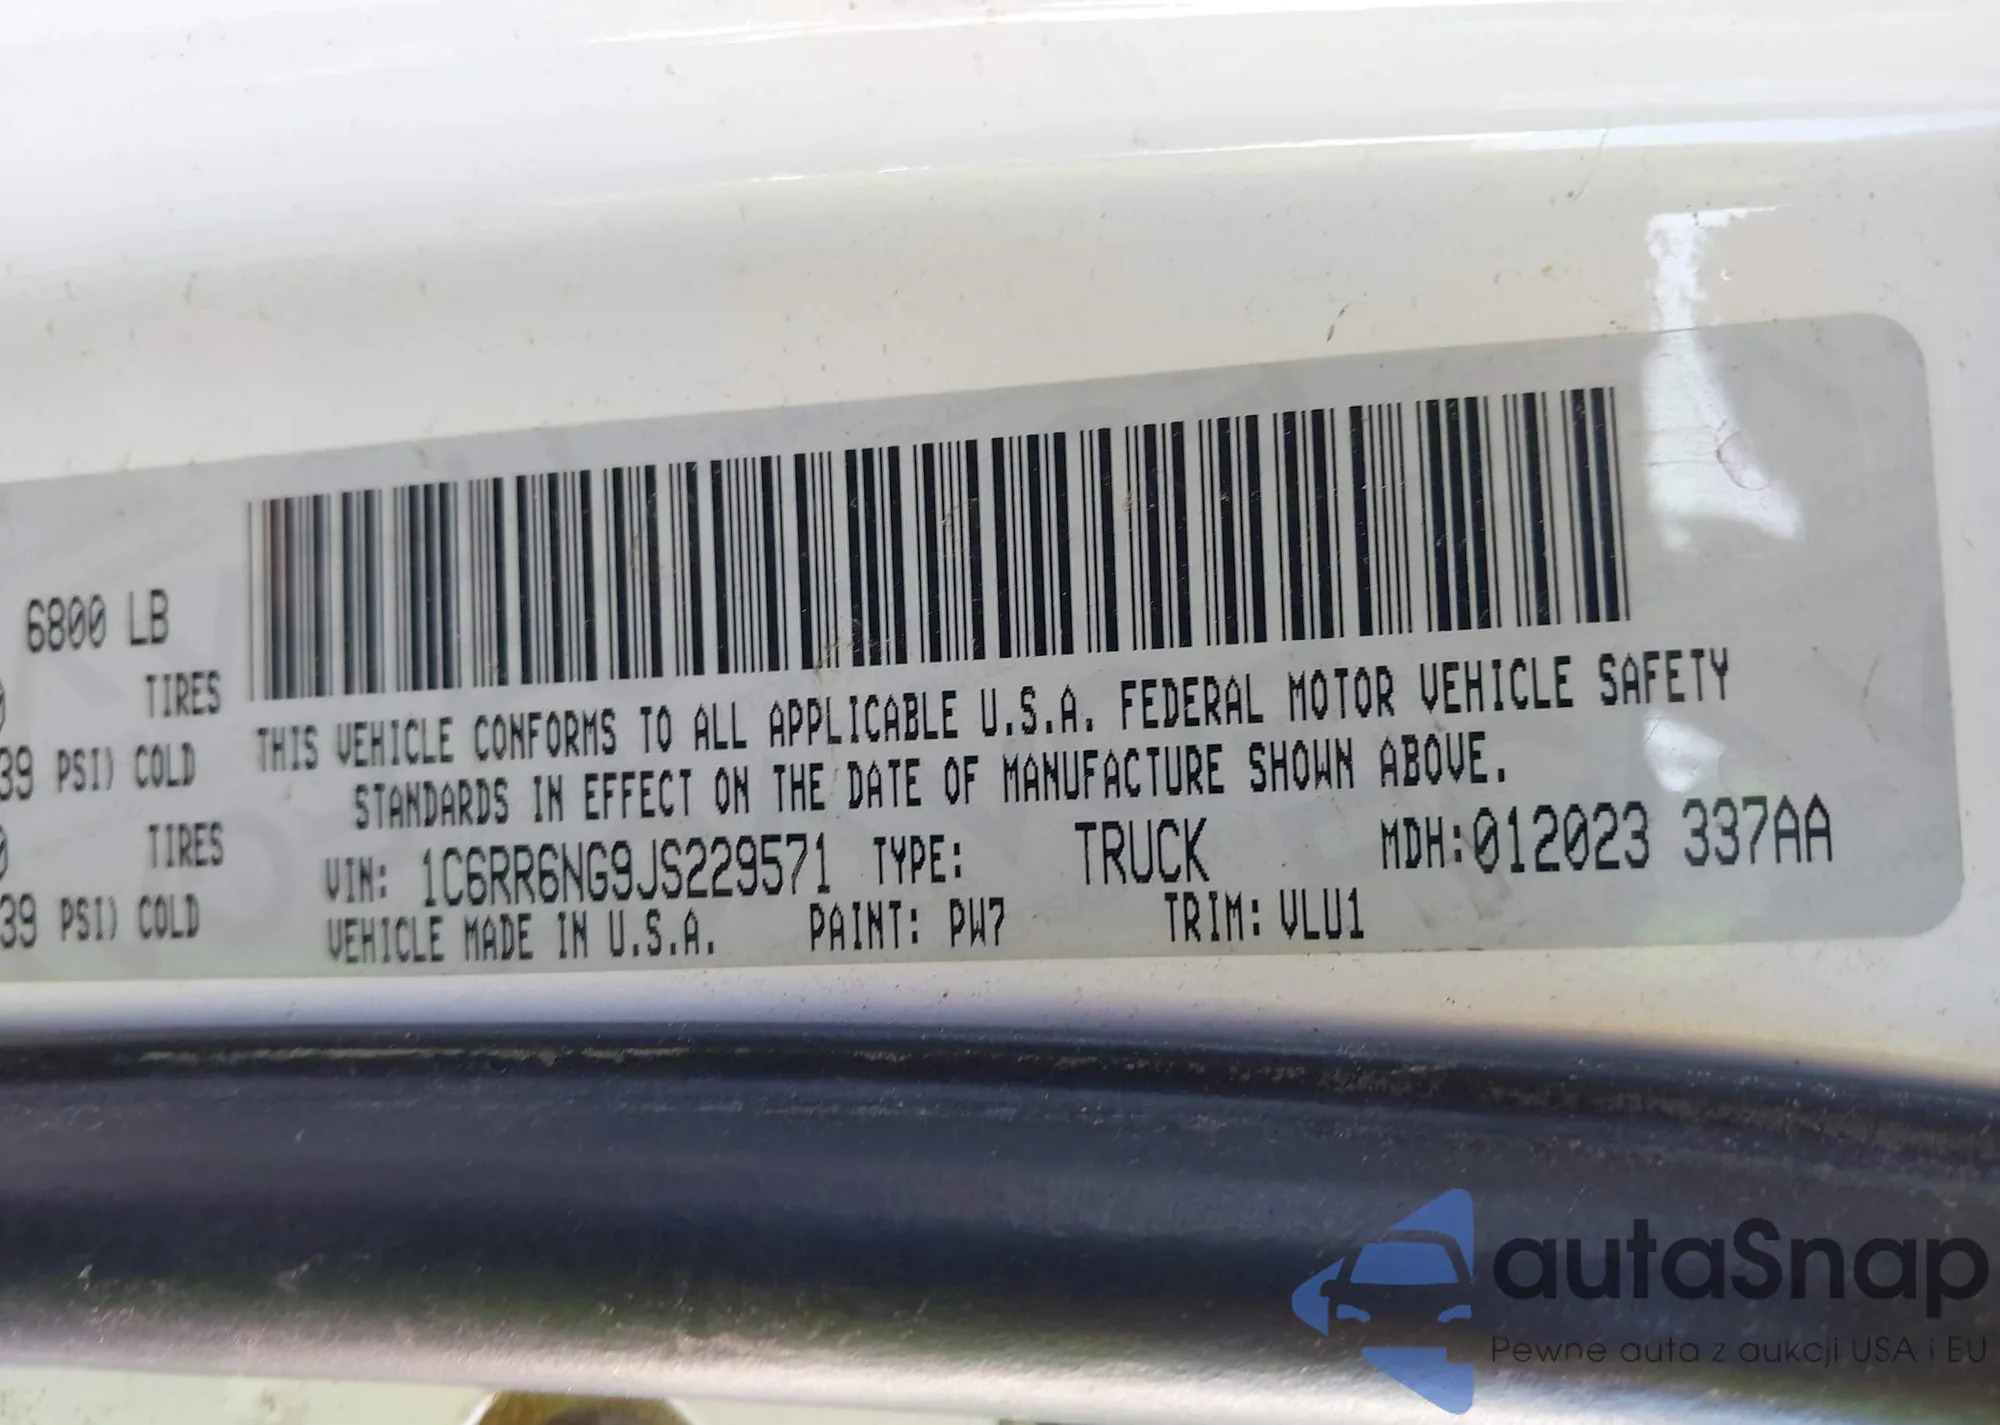 6800 LB
TIRES
39 PSI) COLD
TIRES
39 PSI) COLD
THIS VEHICLE CONFORMS TO ALL APPLICABLE U.S.A. FEDERAL MOTOR VEHICLE SAFETY
STANDARDS IN EFFECT ON THE DATE OF MANUFACTURE SHOWN ABOVE.
VIN: 1C6RR6NG9JS229571 TYPE: TRUCK MDH:012023 337AA
VEHICLE MADE IN U.S.A. PAINT: PW7 TRIM: VLU1
autaSnap
Pewne auta z aukcji USA i EU